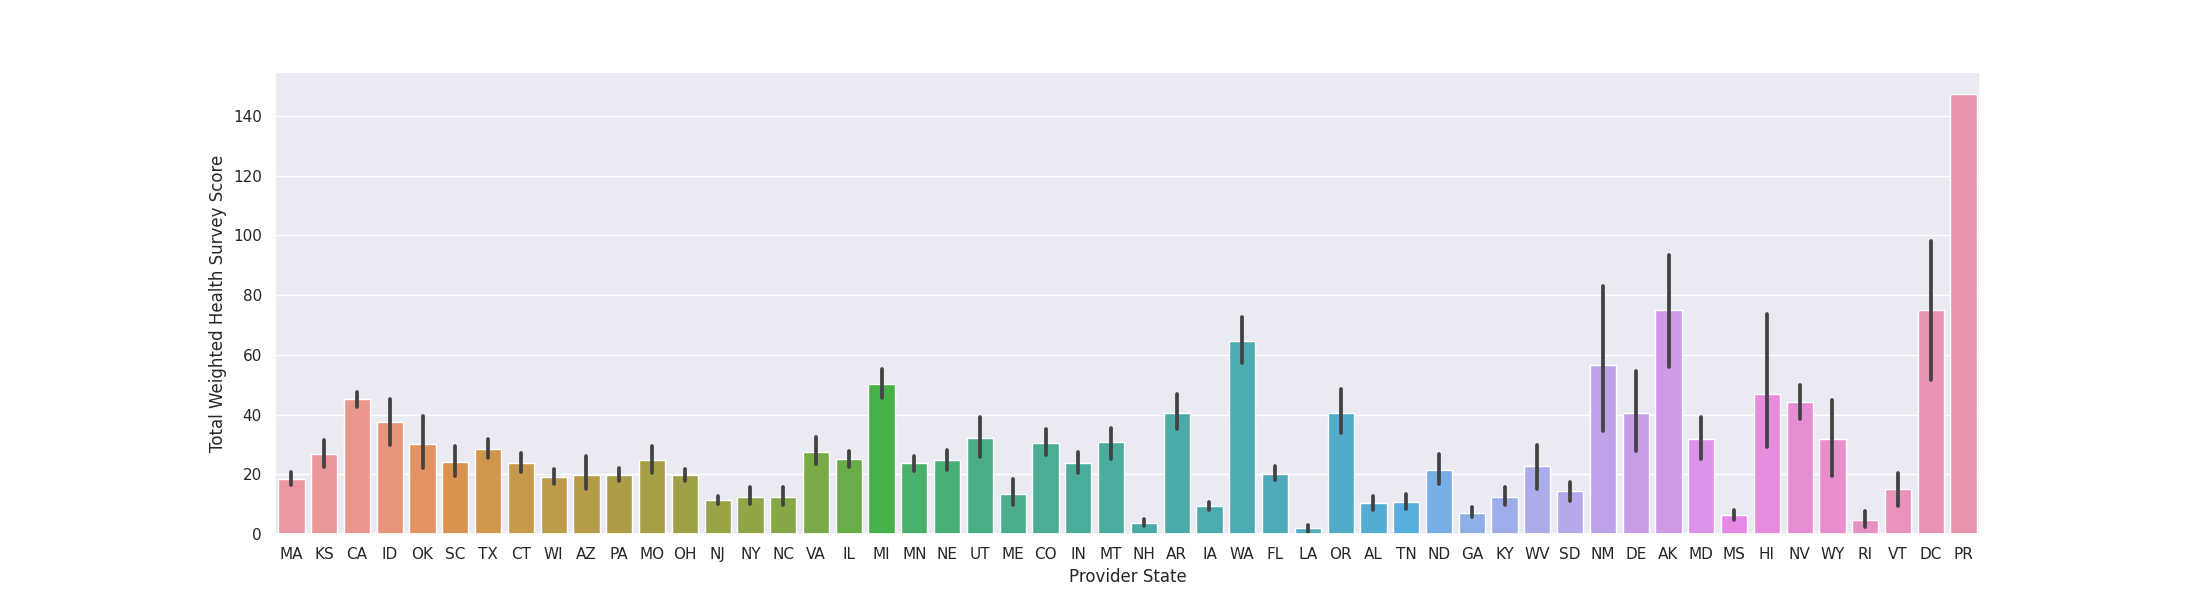 Total Weighted Health Survey Score
140
120
100
80
60
40
20
0
MA KS CA ID OK SC TX CT WI AZ PA MO OH NJ NY NC VA IL MI MN NE UT ME CO IN MT NH AR IA WA FL LA OR AL TN ND GA KY WV SD NM DE AK MD MS HI NV WY RI VT DC PR
Provider State